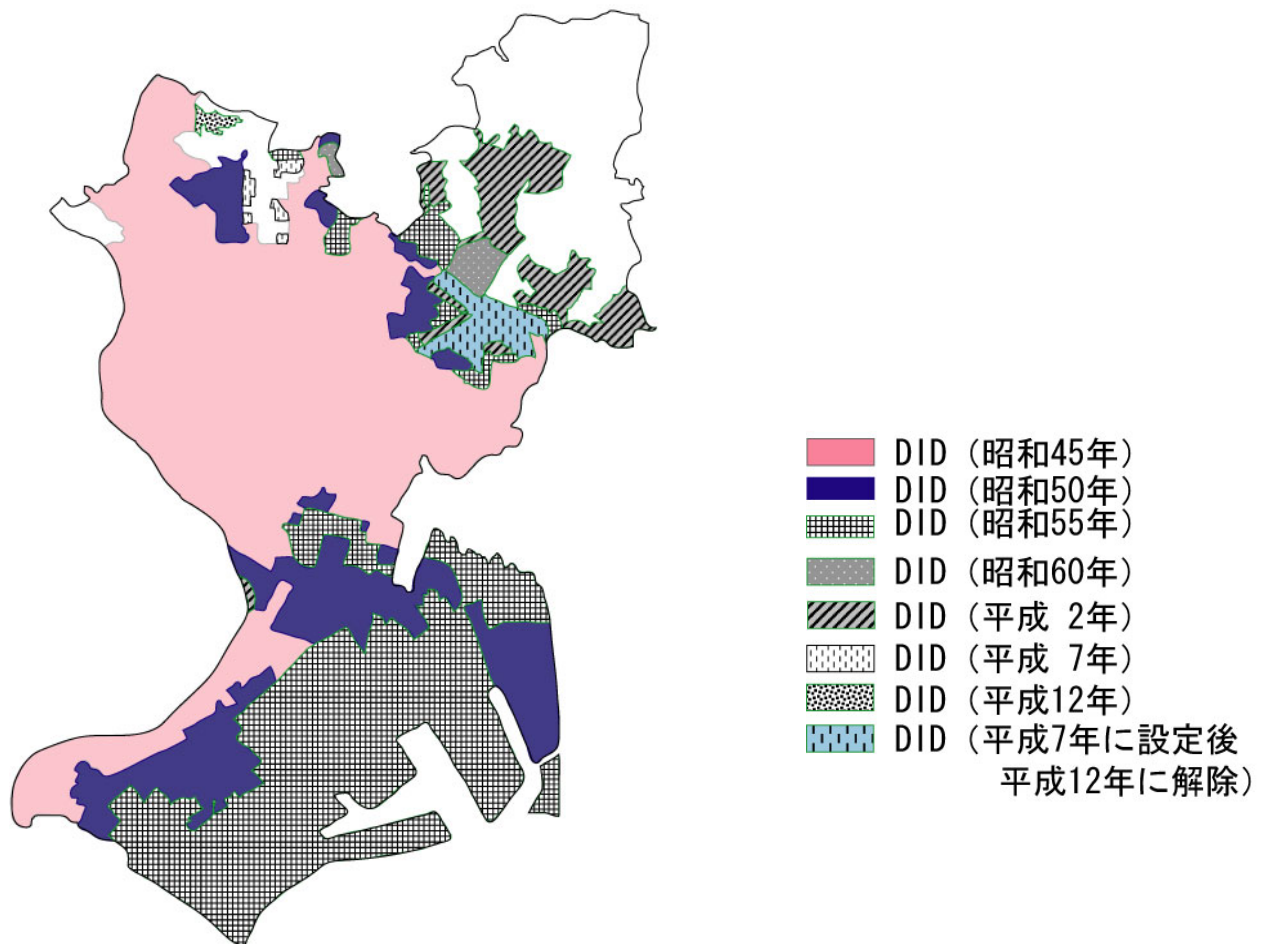 DID (昭和45年)
DID (昭和50年)
DID (昭和55年)
DID (昭和60年)
DID (平成 2年)
DID (平成 7年)
DID (平成12年)
DID (平成7年に設定後
平成12年に解除)